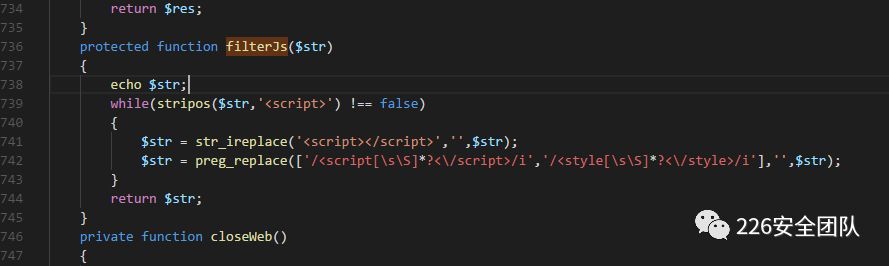 734 return $res;
735 }
736 protected function filterJs($str)
737 {
738 echo $str;
739 while(stripos($str,'<script>') !== false)
740 {
741 $str = str_ireplace('<script></script>','',$str);
742 $str = preg_replace(['/<script[\s\S]*?<\/script>/i','/<style[\s\S]*?<\/style>/i'],'',$str);
743 }
744 return $str;
745 }
746 private function closeWeb()
747 {
226安全团队